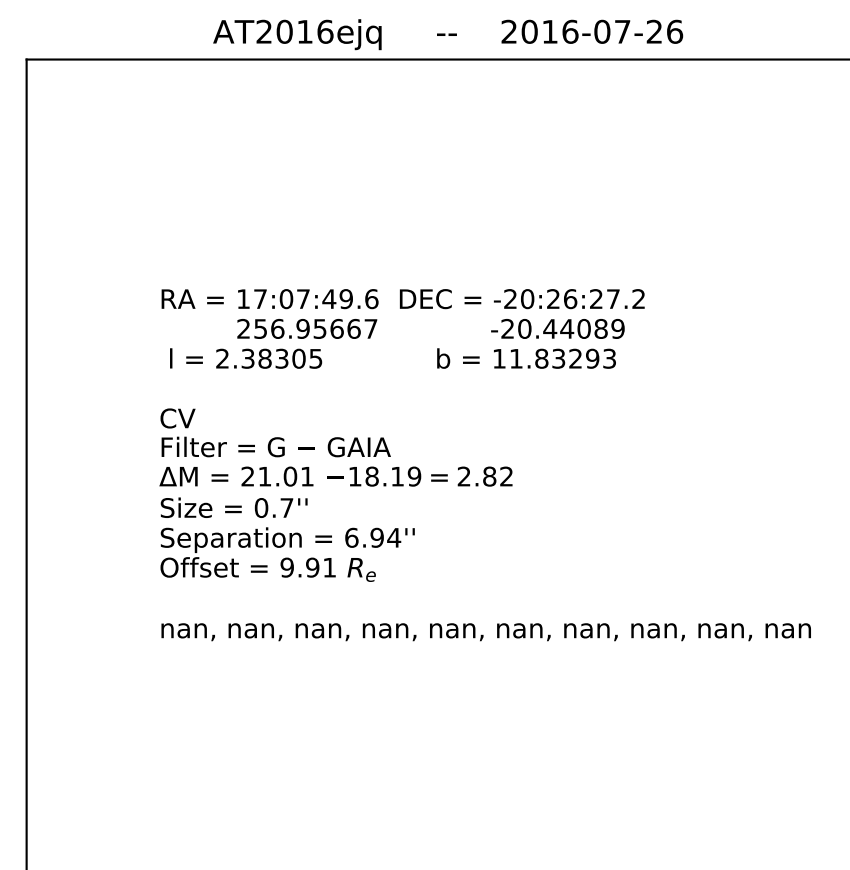 AT2016ejq -- 2016-07-26
RA = 17:07:49.6 DEC = -20:26:27.2
256.95667 -20.44089
l = 2.38305 b = 11.83293
CV
Filter = G − GAIA
ΔM = 21.01 −18.19 = 2.82
Size = 0.7''
Separation = 6.94''
Offset = 9.91 Rₑ
nan, nan, nan, nan, nan, nan, nan, nan, nan, nan